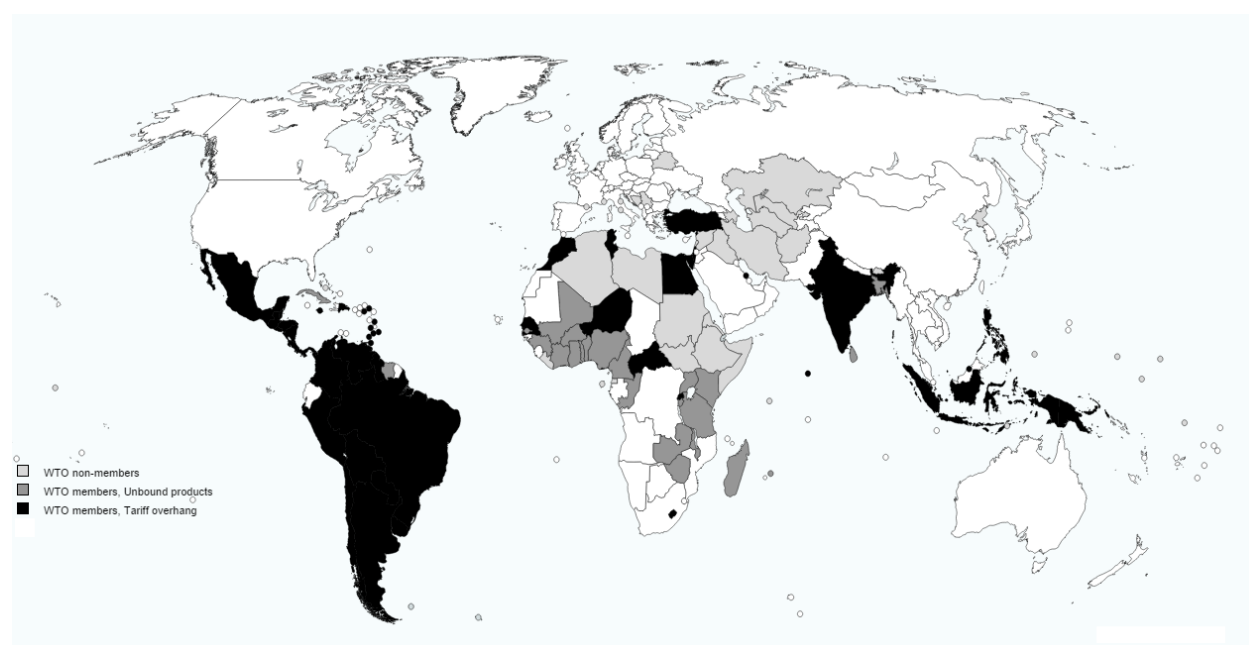 WTO non-members
WTO members, Unbound products
WTO members, Tariff overhang